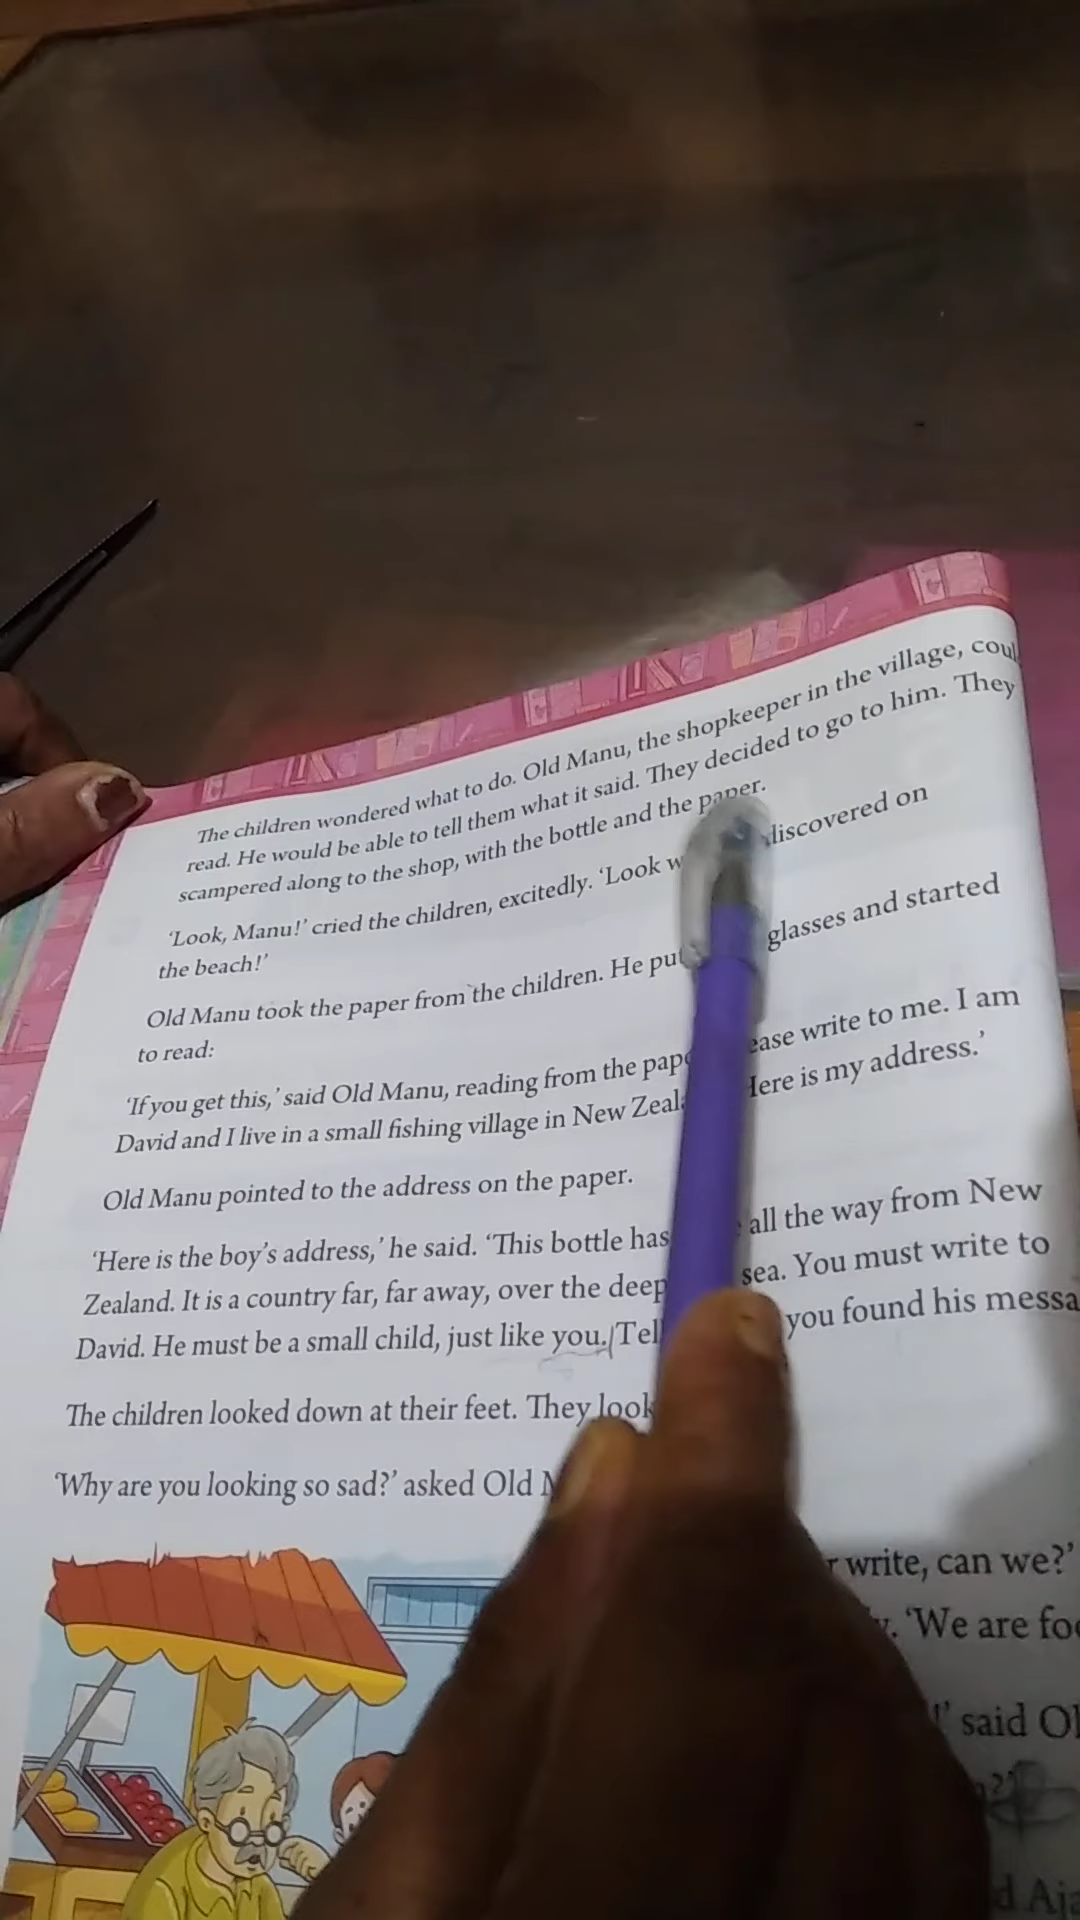 The children wondered what to do. Old Manu, the shopkeeper in the village, coul
read. He would be able to tell them what it said. They decided to go to him. They
scampered along to the shop, with the bottle and the paper.
‘Look, Manu!’ cried the children, excitedly. ‘Look w discovered on
the beach!’
Old Manu took the paper from the children. He put glasses and started
to read:
‘If you get this,’ said Old Manu, reading from the pap ease write to me. I am
David and I live in a small fishing village in New Zeal Here is my address.’
Old Manu pointed to the address on the paper.
‘Here is the boy’s address,’ he said. ‘This bottle has all the way from New
Zealand. It is a country far, far away, over the deep sea. You must write to
David. He must be a small child, just like you. Tel you found his messa
The children looked down at their feet. They look
‘Why are you looking so sad?’ asked Old M
r write, can we?’
‘We are foo
!’ said Ol
d Aja